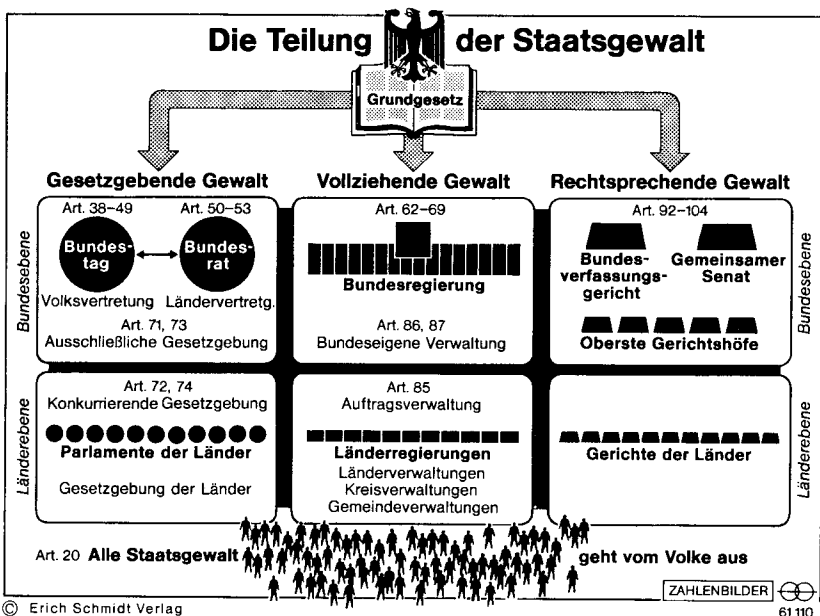 Die Teilung der Staatsgewalt
Grundgesetz
Gesetzgebende Gewalt
Vollziehende Gewalt
Rechtsprechende Gewalt
Bundesebene
Art. 38–49
Art. 50–53
Bundes-
tag
Bundes-
rat
Volksvertretung
Ländervertretg.
Art. 71, 73
Ausschließliche Gesetzgebung
Art. 62–69
Bundesregierung
Art. 86, 87
Bundeseigene Verwaltung
Art. 92–104
Bundes-
verfassungs-
gericht
Gemeinsamer
Senat
Oberste Gerichtshöfe
Bundesebene
Länderebene
Art. 72, 74
Konkurrierende Gesetzgebung
Parlamente der Länder
Gesetzgebung der Länder
Art. 85
Auftragsverwaltung
Länderregierungen
Länderverwaltungen
Kreisverwaltungen
Gemeindeverwaltungen
Gerichte der Länder
Länderebene
Art. 20 Alle Staatsgewalt geht vom Volke aus
ZAHLENBILDER
© Erich Schmidt Verlag
61 110